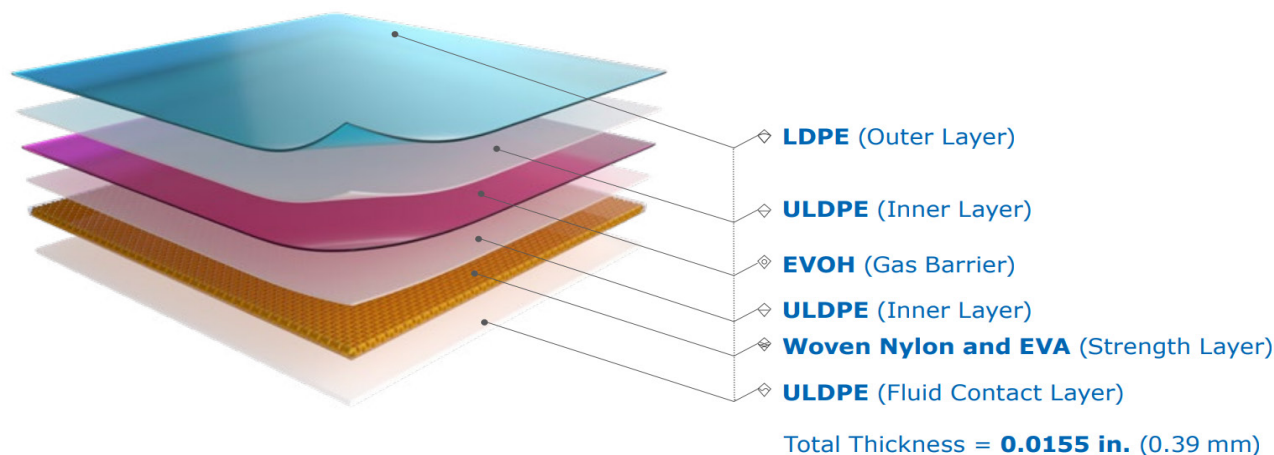 LDPE (Outer Layer)
ULDPE (Inner Layer)
EVOH (Gas Barrier)
ULDPE (Inner Layer)
Woven Nylon and EVA (Strength Layer)
ULDPE (Fluid Contact Layer)
Total Thickness = 0.0155 in. (0.39 mm)